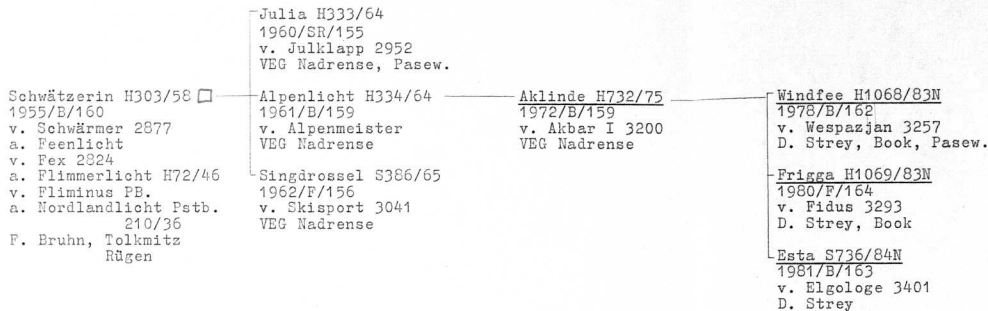 Julia H333/64
1960/SR/155
v. Julklapp 2952
VEG Nadrense, Pasew.
Schwätzerin H303/58
1955/B/160
v. Schwärmer 2877
a. Feenlicht
v. Fex 2824
a. Flimmerlicht H72/46
v. Fliminus PB.
a. Nordlandlicht Pstb.
210/36
F. Bruhn, Tolkmitz
Rügen
Alpenlicht H334/64
1961/B/159
v. Alpenmeister
VEG Nadrense
Singdrossel S386/65
1962/F/156
v. Skisport 3041
VEG Nadrense
Aklinde H732/75
1972/B/159
v. Akbar I 3200
VEG Nadrense
Windfee H1068/83N
1978/B/162
v. Wespazjan 3257
D. Strey, Book, Pasew.
Frigga H1069/83N
1980/F/164
v. Fidus 3293
D. Strey, Book
Esta S736/84N
1981/B/163
v. Elgologe 3401
D. Strey